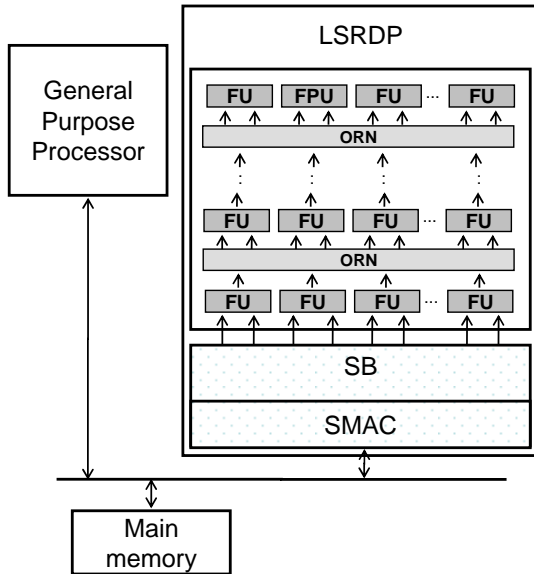 LSRDP
General
Purpose
Processor
FU FPU FU ... FU
ORN
FU FU FU ... FU
ORN
FU FU FU ... FU
SB
SMAC
Main
memory